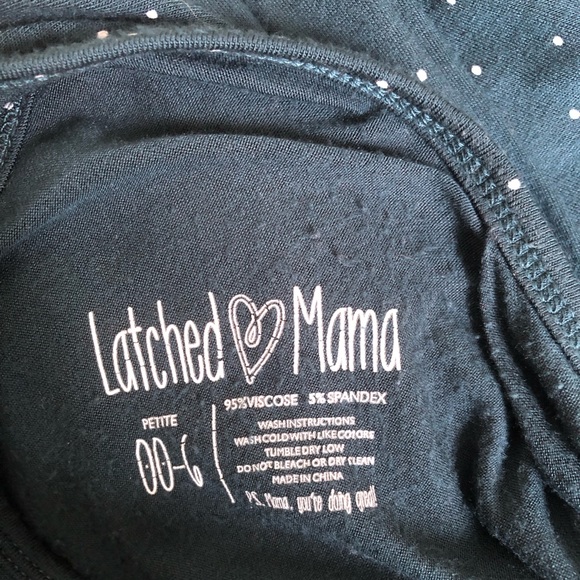 Latched Mama
PETITE
00-6
95% VISCOSE 5% SPANDEX
WASH INSTRUCTIONS
WASH COLD WITH LIKE COLORS
TUMBLE DRY LOW
DO NOT BLEACH OR DRY CLEAN
MADE IN CHINA
P.S. Mama, you're doing great!